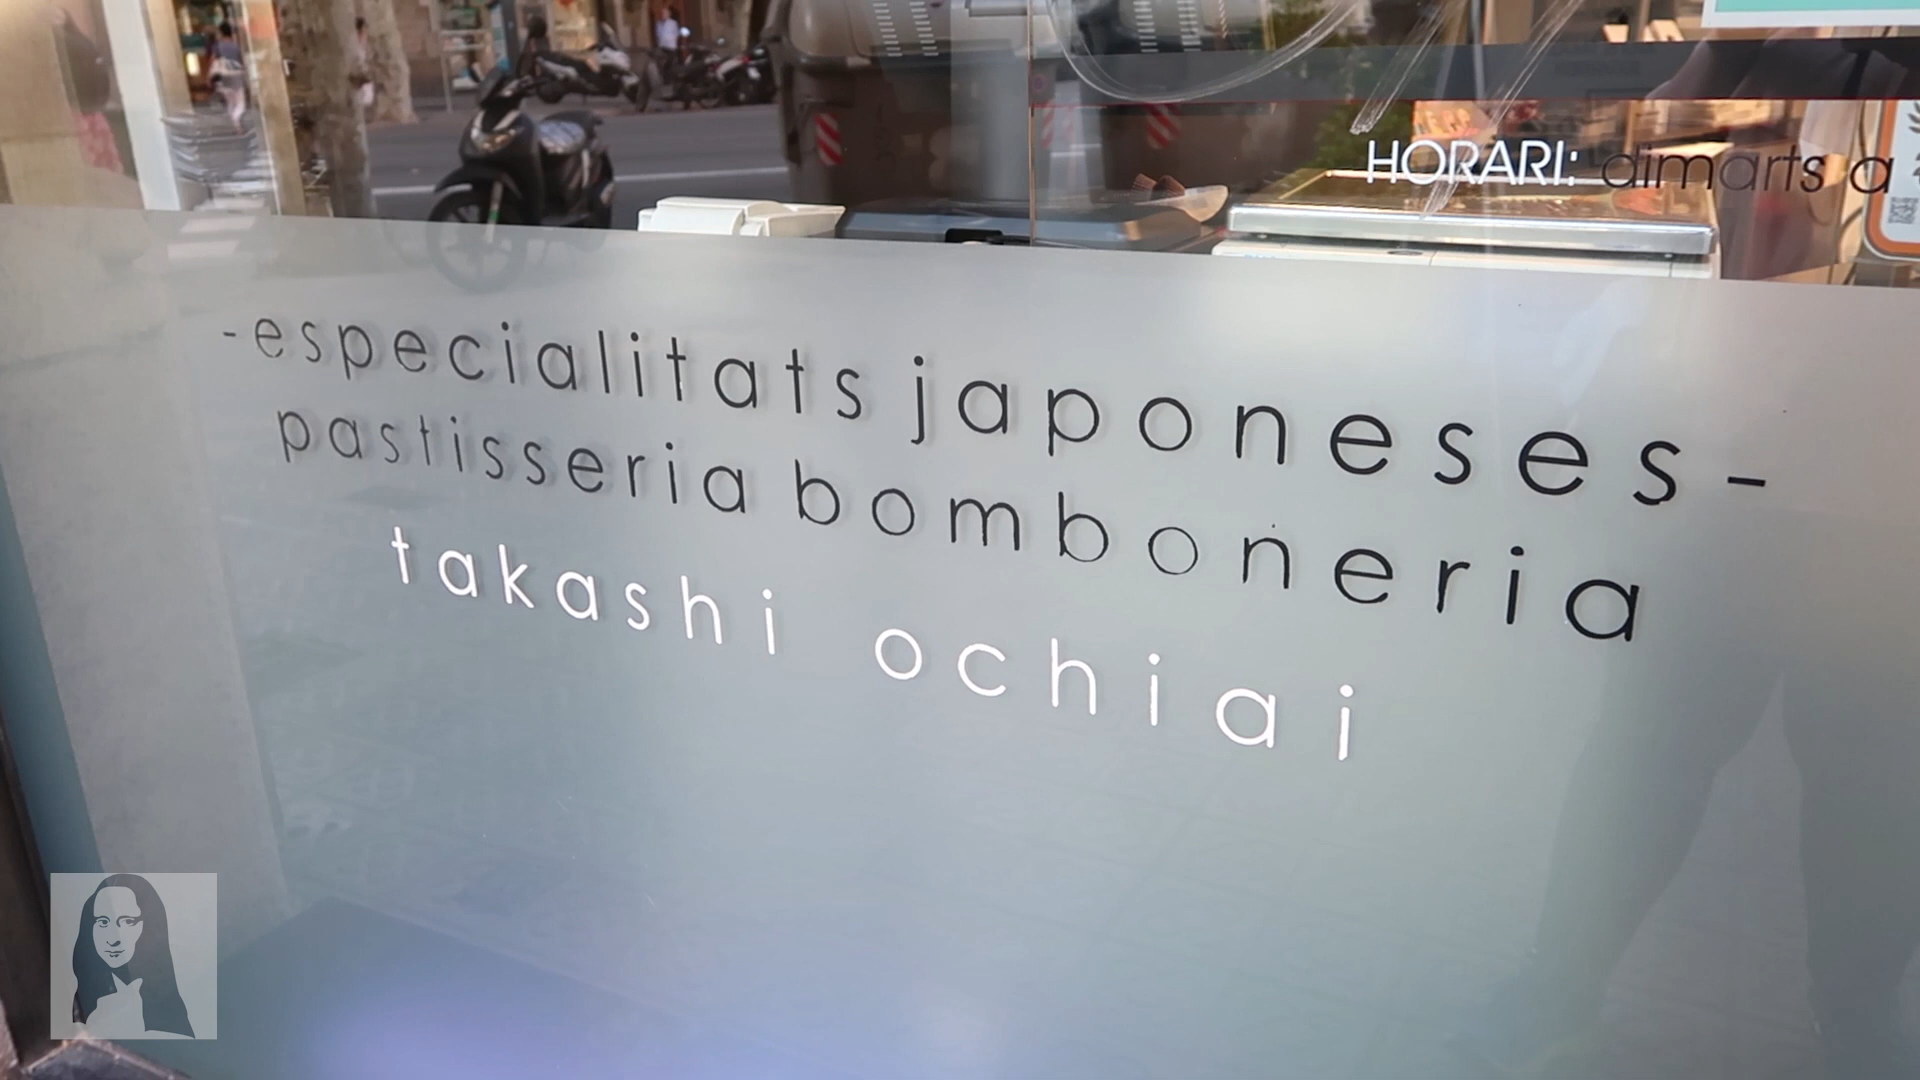 HORARI: dimarts a
-especialitats japoneses-
pastisseria bomboneria
takashi ochiai